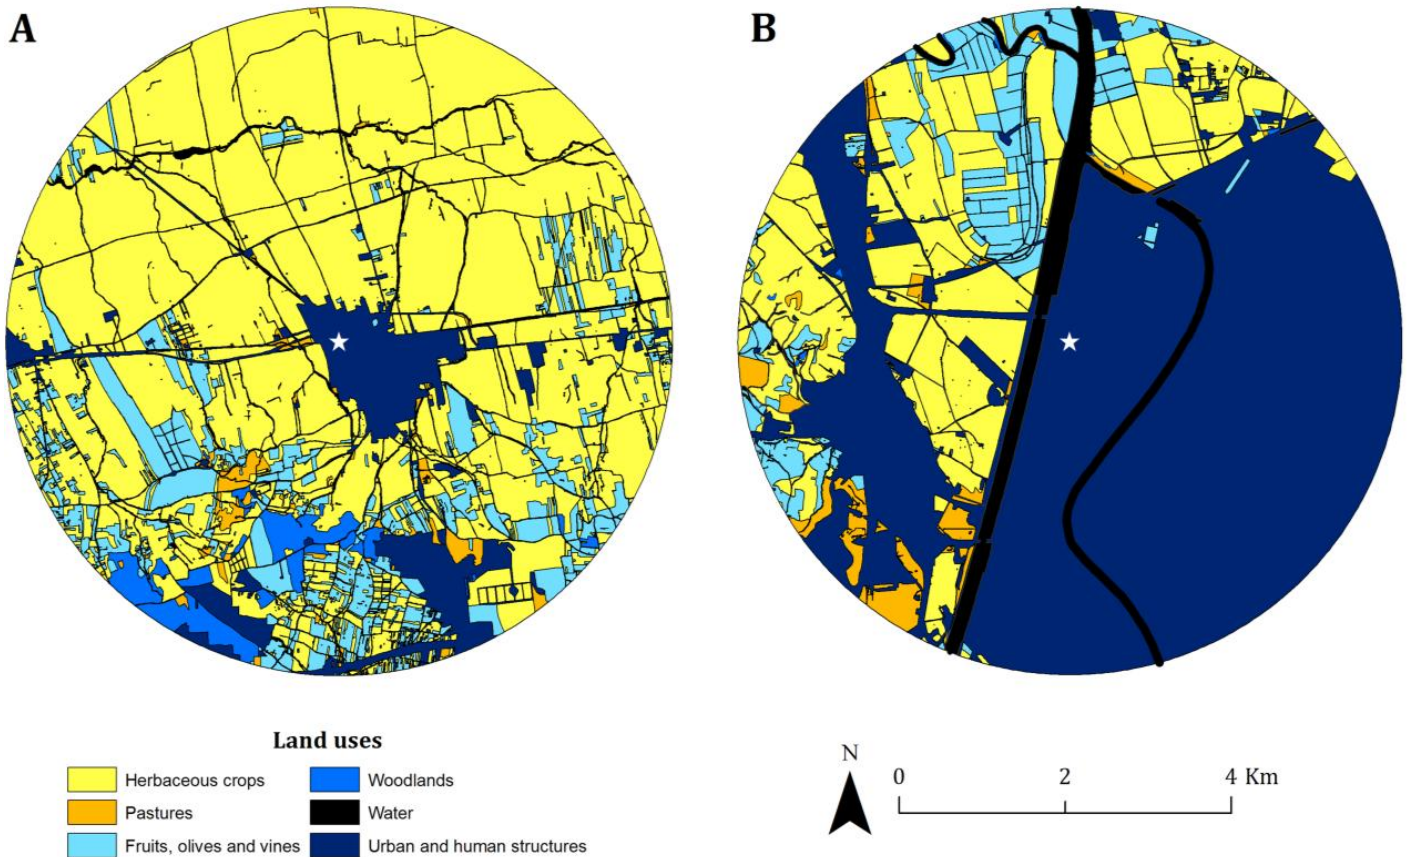 A
B
Land uses
Herbaceous crops
Woodlands
Pastures
Water
Fruits, olives and vines
Urban and human structures
N
0 2 4 Km